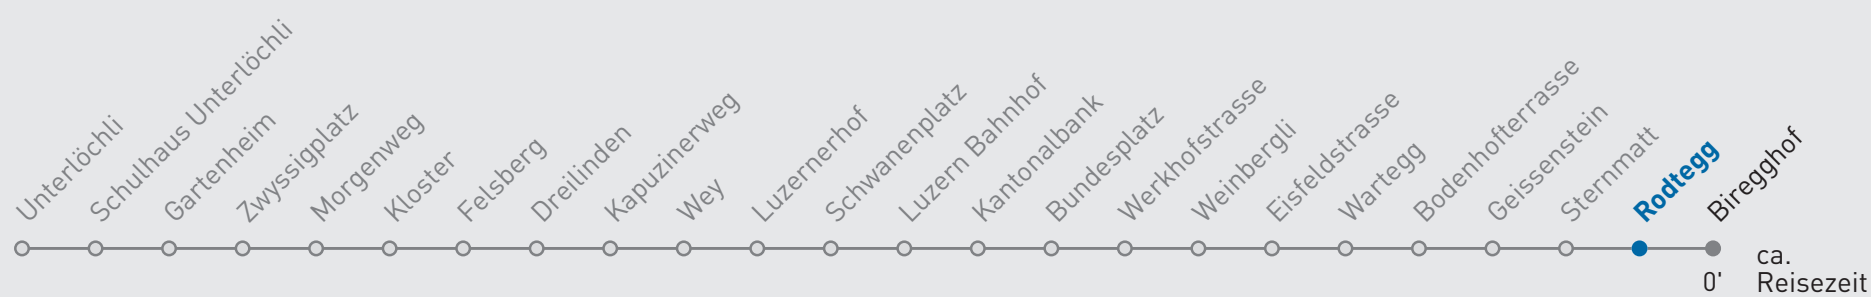 Unterlöchli
Schulhaus Unterlöchli
Gartenheim
Zwyssigplatz
Morgenweg
Kloster
Felsberg
Dreilinden
Kapuzinerweg
Wey
Luzernerhof
Schwanenplatz
Luzern Bahnhof
Kantonalbank
Bundesplatz
Werkhofstrasse
Weinbergli
Eisfeldstrasse
Wartegg
Bodenhofterrasse
Geissenstein
Sternmatt
Rodtegg
Biregghof
0'
ca.
Reisezeit